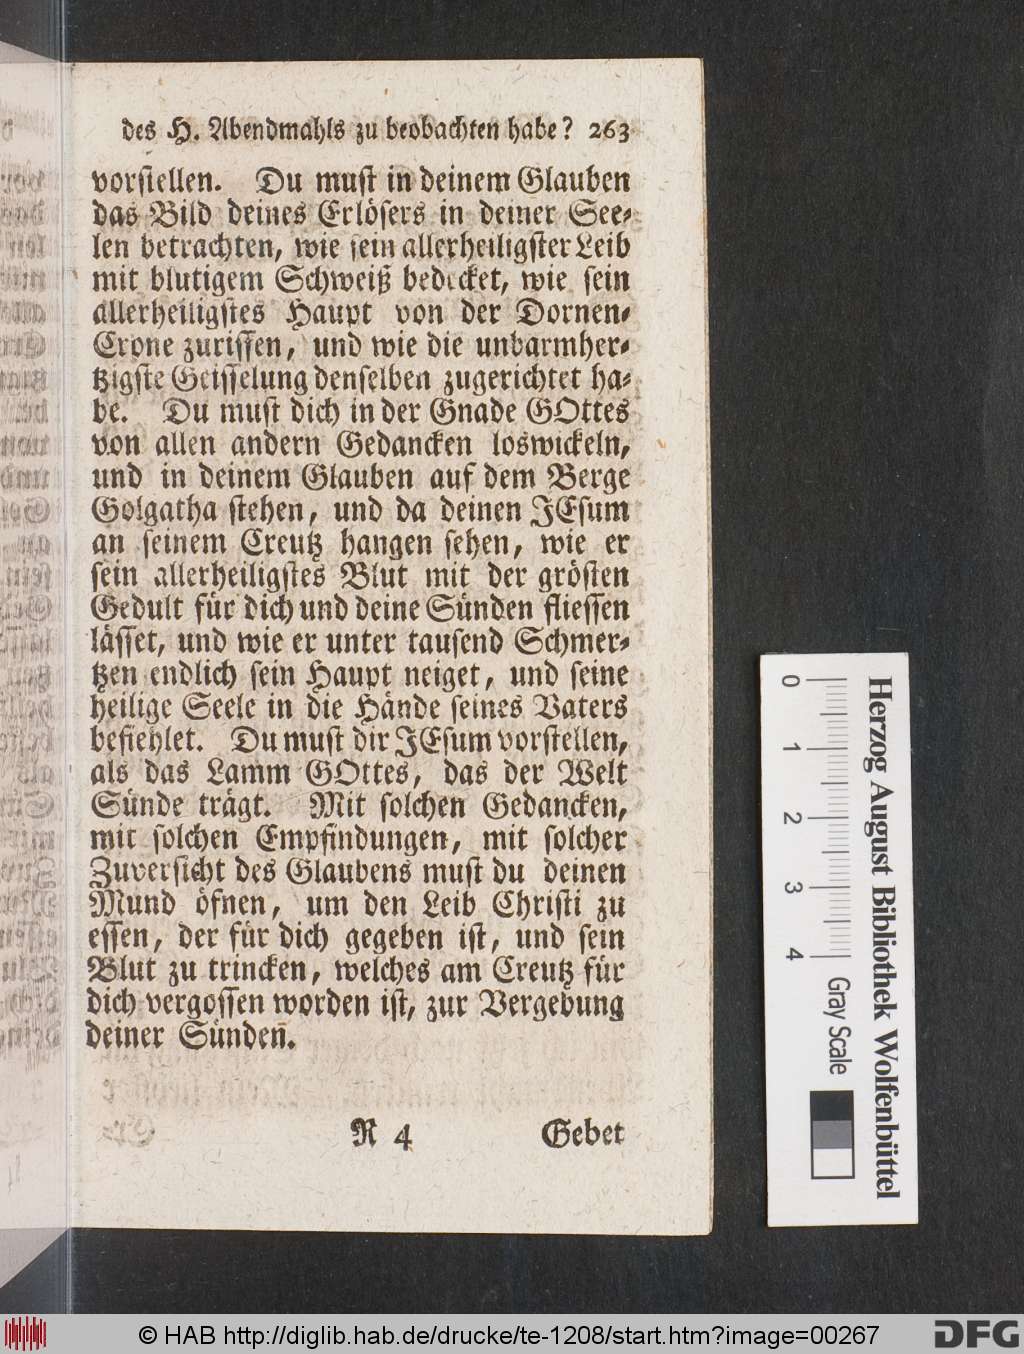 des H. Abendmahls zu beobachten habe? 263
vorstellen. Du must in deinem Glauben
das Bild deines Erlösers in deiner See-
len betrachten, wie sein allerheiligster Leib
mit blutigem Schweiß bedecket, wie sein
allerheiligstes Haupt von der Dornen-
Crone zurissen, und wie die unbarmher-
tzigste Geisselung denselben zugerichtet ha-
be. Du must dich in der Gnade GOttes
von allen andern Gedancken loswickeln,
und in deinem Glauben auf dem Berge
Golgatha stehen, und da deinen JEsum
an seinem Creutz hangen sehen, wie er
sein allerheiligstes Blut mit der grösten
Gedult für dich und deine Sünden fliessen
lässet, und wie er unter tausend Schmer-
tzen endlich sein Haupt neiget, und seine
heilige Seele in die Hände seines Vaters
befiehlet. Du must dir JEsum vorstellen,
als das Lamm GOttes, das der Welt
Sünde trägt. Mit solchen Gedancken,
mit solchen Empfindungen, mit solcher
Zuversicht des Glaubens must du deinen
Mund öfnen, um den Leib Christi zu
essen, der für dich gegeben ist, und sein
Blut zu trincken, welches am Creutz für
dich vergossen worden ist, zur Vergebung
deiner Sünden.
R 4 Gebet
0 1 2 3 4 Gray Scale
Herzog August Bibliothek Wolfenbüttel
© HAB http://diglib.hab.de/drucke/te-1208/start.htm?image=00267
DFG